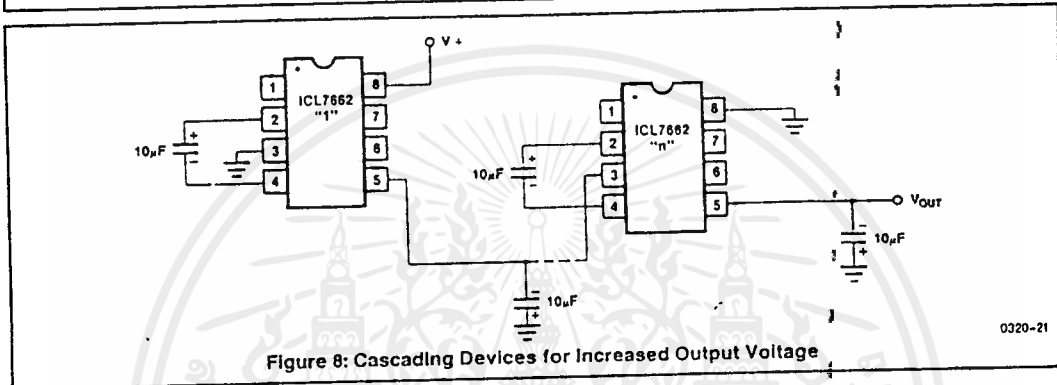 V +
1
2
3
4
ICL7662
"1"
8
7
6
5
10µF
+
-
10µF
-
+
1
2
3
4
ICL7662
"n"
8
7
6
5
10µF
+
-
VOUT
-
10µF
+
0320-21
Figure 8: Cascading Devices for Increased Output Voltage